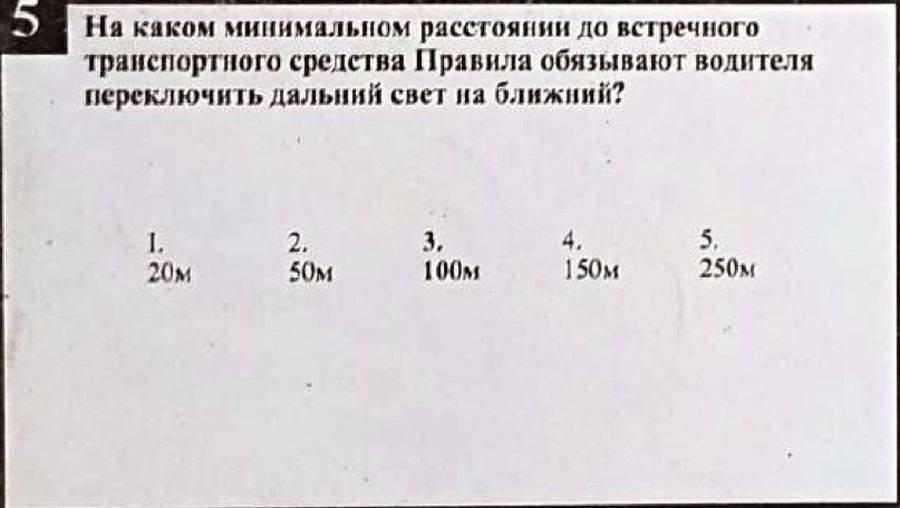 5
На каком минимальном расстоянии до встречного
транспортного средства Правила обязывают водителя
переключить дальний свет на ближний?
1. 2. 3. 4. 5.
20м 50м 100м 150м 250м